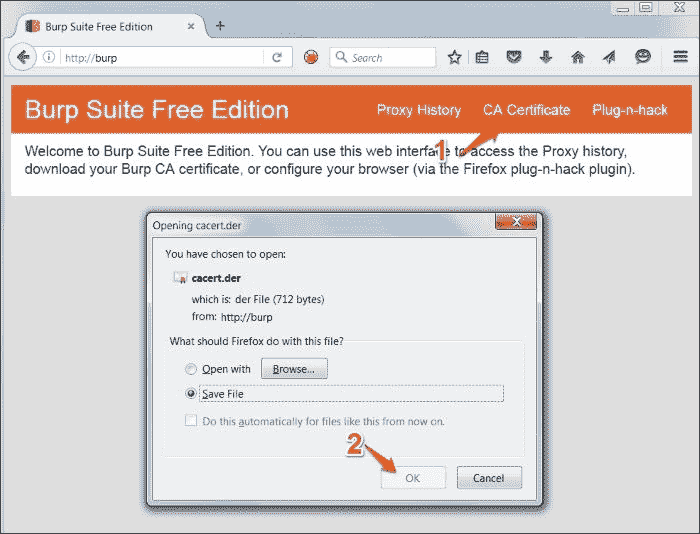 Burp Suite Free Edition
http://burp
Search
Burp Suite Free Edition
Proxy History
CA Certificate
Plug-n-hack
1
Welcome to Burp Suite Free Edition. You can use this web interface to access the Proxy history,
download your Burp CA certificate, or configure your browser (via the Firefox plug-n-hack plugin).
Opening cacert.der
You have chosen to open:
cacert.der
which is: der File (712 bytes)
from: http://burp
What should Firefox do with this file?
Open with
Browse...
Save File
Do this automatically for files like this from now on.
2
OK
Cancel